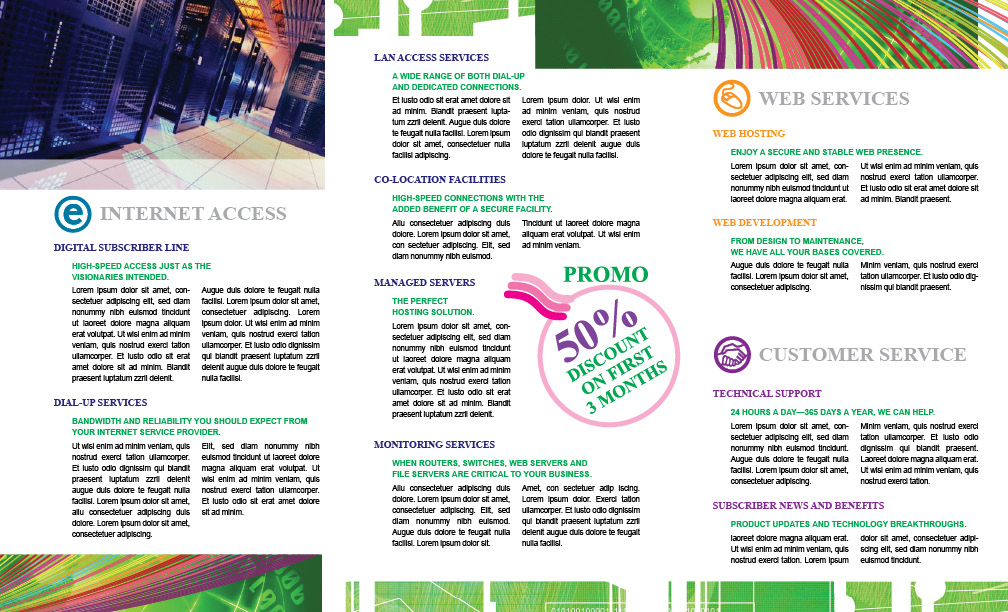 e INTERNET ACCESS
DIGITAL SUBSCRIBER LINE
HIGH-SPEED ACCESS JUST AS THE
VISIONARIES INTENDED.
Lorem ipsum dolor sit amet, con-
sectetuer adipiscing elit, sed diam
nonummy nibh euismod tincidunt
ut laoreet dolore magna aliquam
erat volutpat. Ut wisi enim ad minim
veniam, quis nostrud exerci tation
ullamcorper. Et iusto odio sit erat
amet dolore sit ad minim. Blandit
praesent luptatum zzril delenit.
Augue duis dolore te feugait nulla
facilisi. Lorem ipsum dolor sit amet,
consectetuer adipiscing. Lorem
ipsum dolor. Ut wisi enim ad minim
veniam, quis nostrud exerci tation
ullamcorper. Et iusto odio dignissim
qui blandit praesent luptatum zzril
delenit augue duis dolore te feugait
nulla facilisi.
DIAL-UP SERVICES
BANDWIDTH AND RELIABILITY YOU SHOULD EXPECT FROM
YOUR INTERNET SERVICE PROVIDER.
Ut wisi enim ad minim veniam, quis
nostrud exerci tation ullamcorper.
Et iusto odio dignissim qui blandit
praesent luptatum zzril delenit
augue duis dolore te feugait nulla
facilisi. Lorem ipsum dolor sit amet,
aliu consectetuer adipiscing duis
dolore. Lorem ipsum dolor sit amet,
consectetuer adipiscing.
Elit, sed diam nonummy nibh
euismod tincidunt ut laoreet dolore
magna aliquam erat volutpat. Ut
wisi enim ad minim veniam, quis
nostrud exerci tation ullamcorper.
Et iusto odio sit erat amet dolore
sit ad minim.
LAN ACCESS SERVICES
A WIDE RANGE OF BOTH DIAL-UP
AND DEDICATED CONNECTIONS.
Et iusto odio sit erat amet dolore sit
ad minim. Blandit praesent lupta-
tum zzril delenit. Augue duis dolore
te feugait nulla facilisi. Lorem ipsum
dolor sit amet, consectetuer nulla
facilisi adipiscing.
Lorem ipsum dolor. Ut wisi enim
ad minim veniam, quis nostrud
exerci tation ullamcorper. Et iusto
odio dignissim qui blandit praesent
luptatum zzril delenit augue duis
dolore te feugait nulla facilisi.
CO-LOCATION FACILITIES
HIGH-SPEED CONNECTIONS WITH THE
ADDED BENEFIT OF A SECURE FACILITY.
Aliu consectetuer adipiscing duis
dolore. Lorem ipsum dolor sit amet,
con sectetuer adipiscing. Elit, sed
diam nonummy nibh euismod.
Tincidunt ut laoreet dolore magna
aliquam erat volutpat. Ut wisi enim
ad minim veniam.
MANAGED SERVERS
THE PERFECT
HOSTING SOLUTION.
Lorem ipsum dolor sit amet, con-
sectetuer adipiscing elit, sed diam
nonummy nibh euismod tincidunt
ut laoreet dolore magna aliquam
erat volutpat. Ut wisi enim ad minim
veniam, quis nostrud exerci tation
ullamcorper. Et iusto odio sit erat
amet dolore sit ad minim. Blandit
praesent luptatum zzril delenit.
PROMO
50%
DISCOUNT
ON FIRST
3 MONTHS
MONITORING SERVICES
WHEN ROUTERS, SWITCHES, WEB SERVERS AND
FILE SERVERS ARE CRITICAL TO YOUR BUSINESS.
Aliu consectetuer adipiscing duis
dolore. Lorem ipsum dolor sit amet,
consectetuer adipiscing. Elit, sed
diam nonummy nibh euismod.
Augue duis dolore te feugait nulla
facilisi. Lorem ipsum dolor sit.
Amet, con sectetuer adip iscing.
Lorem ipsum dolor. Exerci tation
ullamcorper. Et iusto odio dignissim
qui blandit praesent luptatum zzril
delenit augue duis dolore te feugait
nulla facilisi.
WEB SERVICES
WEB HOSTING
ENJOY A SECURE AND STABLE WEB PRESENCE.
Lorem ipsum dolor sit amet, con-
sectetuer adipiscing elit, sed diam
nonummy nibh euismod tincidunt ut
laoreet dolore magna aliquam erat.
Ut wisi enim ad minim veniam, quis
nostrud exerci tation ullamcorper.
Et iusto odio sit erat amet dolore sit
ad minim. Blandit praesent.
WEB DEVELOPMENT
FROM DESIGN TO MAINTENANCE,
WE HAVE ALL YOUR BASES COVERED.
Augue duis dolore te feugait nulla
facilisi. Lorem ipsum dolor sit amet,
consectetuer adipiscing.
Minim veniam, quis nostrud exerci
tation ullamcorper. Et iusto odio dig-
nissim qui blandit praesent.
CUSTOMER SERVICE
TECHNICAL SUPPORT
24 HOURS A DAY—365 DAYS A YEAR, WE CAN HELP.
Lorem ipsum dolor sit amet, con-
sectetuer adipiscing elit, sed diam
nonummy nibh euismod tincidunt.
Augue duis dolore te feugait nulla
facilisi. Lorem ipsum dolor sit amet,
consectetuer adipiscing.
Minim veniam, quis nostrud exerci
tation ullamcorper. Et iusto odio
dignissim qui blandit praesent.
Laoreet dolore magna aliquam erat.
Ut wisi enim ad minim veniam, quis
nostrud exerci tation.
SUBSCRIBER NEWS AND BENEFITS
PRODUCT UPDATES AND TECHNOLOGY BREAKTHROUGHS.
laoreet dolore magna aliquam erat.
Ut wisi enim ad minim veniam, quis
nostrud exerci tation. Lorem ipsum
dolor sit amet, consectetur adipi-
scing elit, sed diam nonummy nibh
euismod tincidunt.